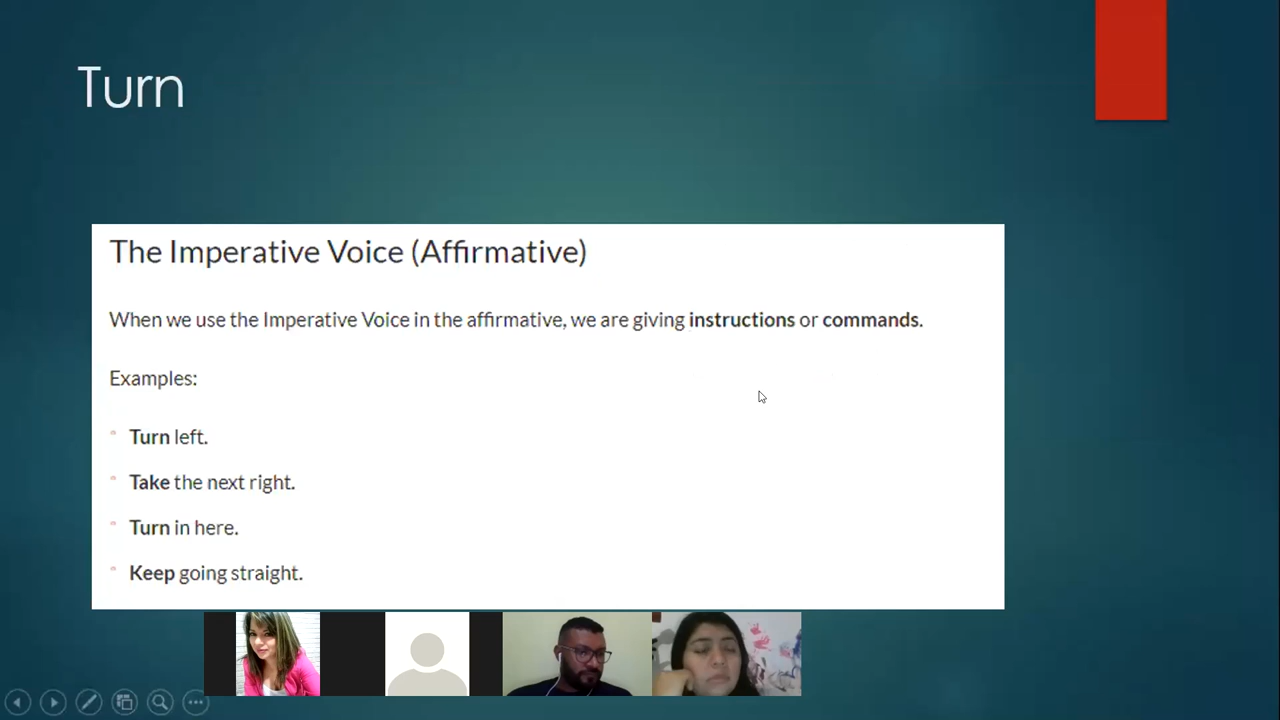 Turn
The Imperative Voice (Affirmative)
When we use the Imperative Voice in the affirmative, we are giving instructions or commands.
Examples:
Turn left.
Take the next right.
Turn in here.
Keep going straight.